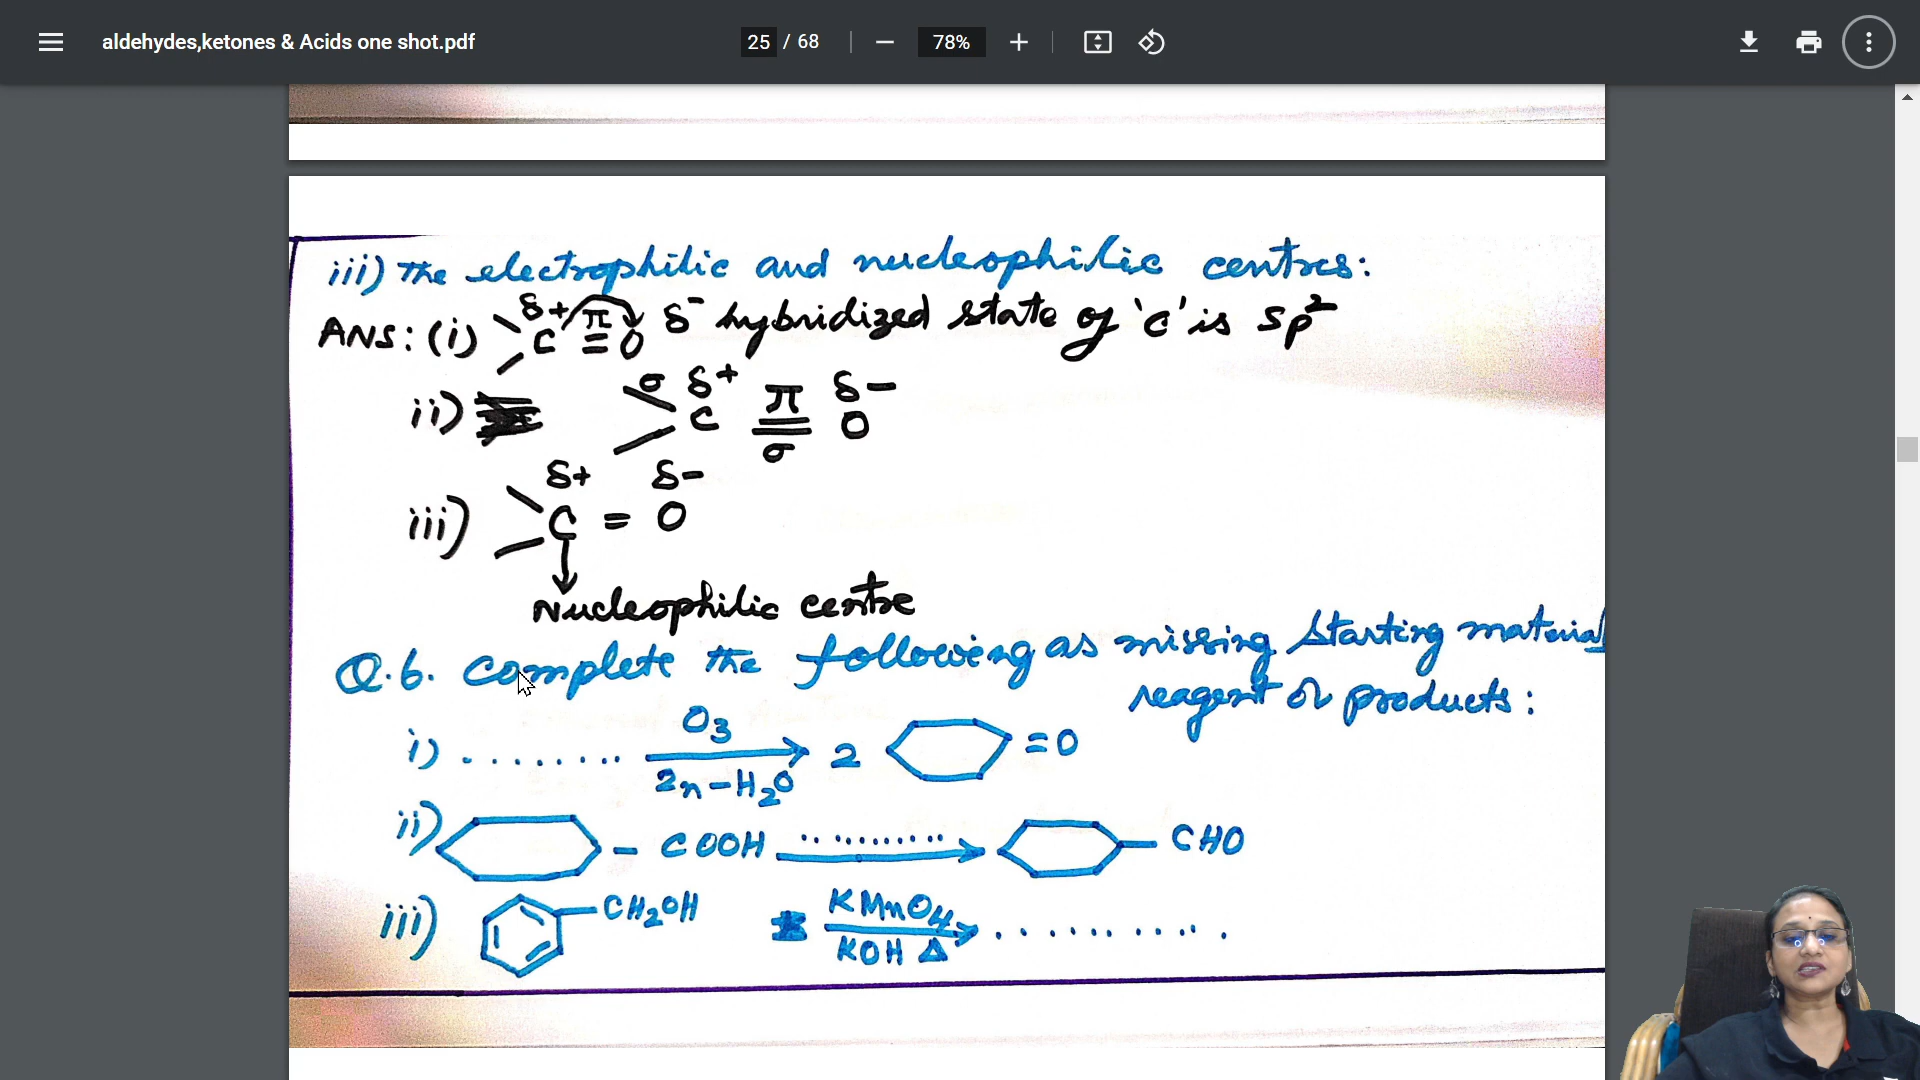 aldehydes,ketones & Acids one shot.pdf
25 / 68
78%
iii) The electrophilic and nucleophilic centres:
ANS: (i) δ+ C π = O δ- hybridized state of 'c' is sp²
ii) σ δ+ C π = σ δ- O
iii) δ+ C = δ- O
Nucleophilic centre
Q.6. Complete the following as missing starting material
reagent or products:
i) ........ O3 2n-H2O 2 =O
ii) - COOH .......... - CHO
iii) -CH2OH KMnO4 KOH Δ ..........